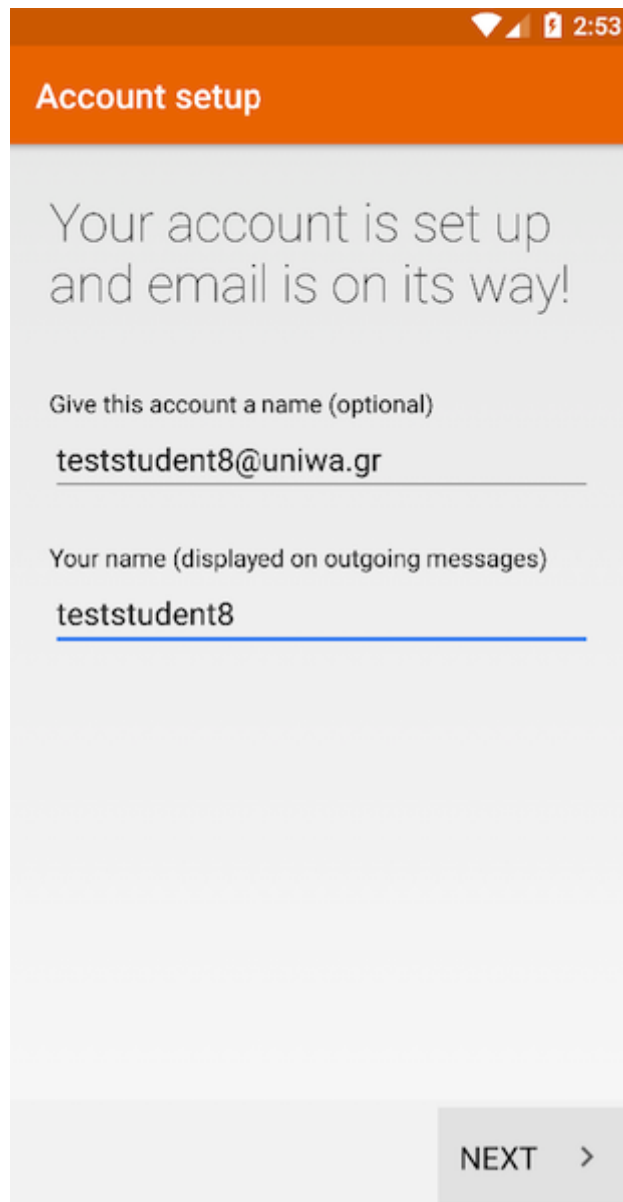 2:53
Account setup
Your account is set up
and email is on its way!
Give this account a name (optional)
teststudent8@uniwa.gr
Your name (displayed on outgoing messages)
teststudent8
NEXT